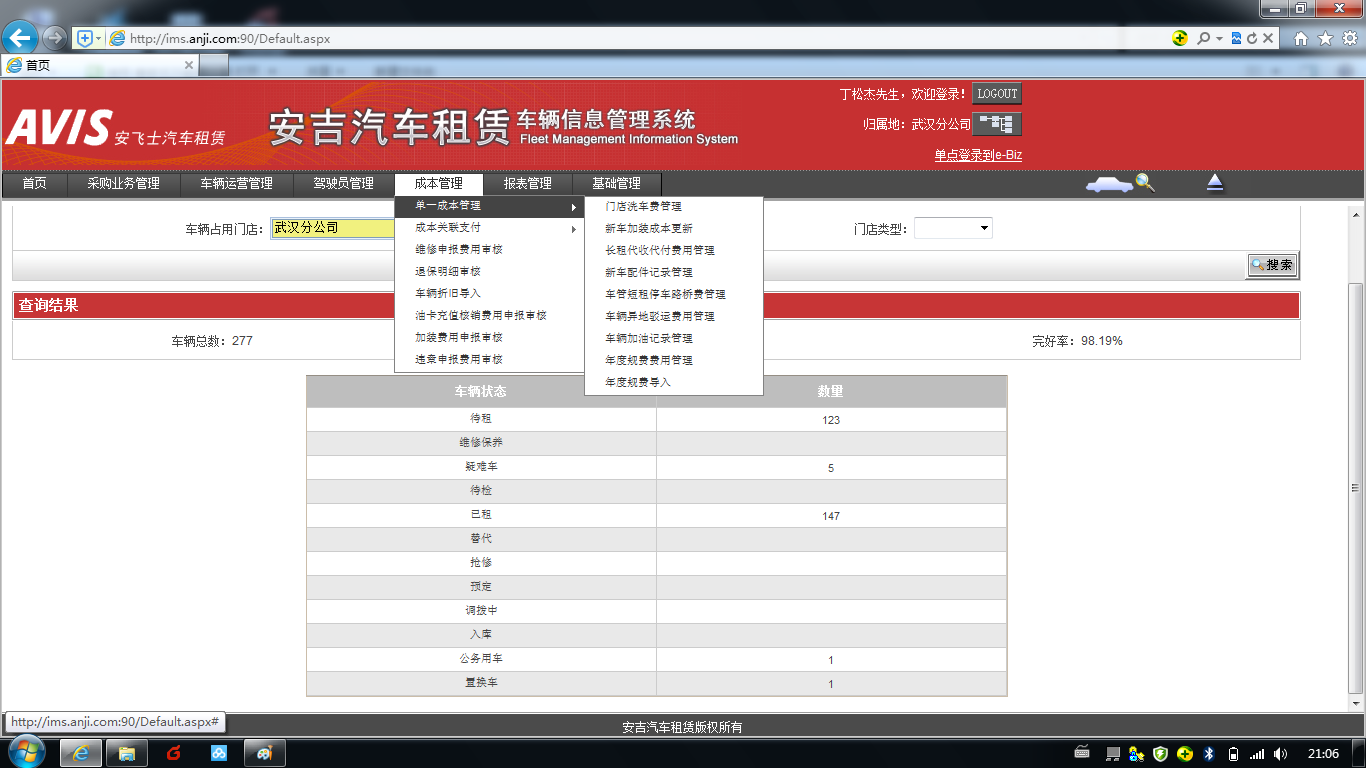 http://ims.anji.com:90/Default.aspx
首页
AVIS 安飞士汽车租赁
安吉汽车租赁 车辆信息管理系统
Fleet Management Information System
丁松杰先生，欢迎登录！ LOGOUT
归属地：武汉分公司
单点登录到e-Biz
首页 采购业务管理 车辆运营管理 驾驶员管理 成本管理 报表管理 基础管理
单一成本管理
成本关联支付
维修申报费用审核
退保明细审核
车辆折旧导入
油卡充值核销费用申报审核
加装费用申报审核
违章申报费用审核
门店洗车费管理
新车加装成本更新
长租代收代付费用管理
新车配件记录管理
车管短租停车路桥费管理
车辆异地驳运费用管理
车辆加油记录管理
年度规费费用管理
年度规费导入
车辆占用门店： 武汉分公司 门店类型：
搜索
查询结果
车辆总数：277 完好率：98.19%
车辆状态 数量
待租 123
维修保养
疑难车 5
待检
已租 147
替代
抢修
预定
调拨中
入库
公务用车 1
置换车 1
http://ims.anji.com:90/Default.aspx#
安吉汽车租赁版权所有
21:06